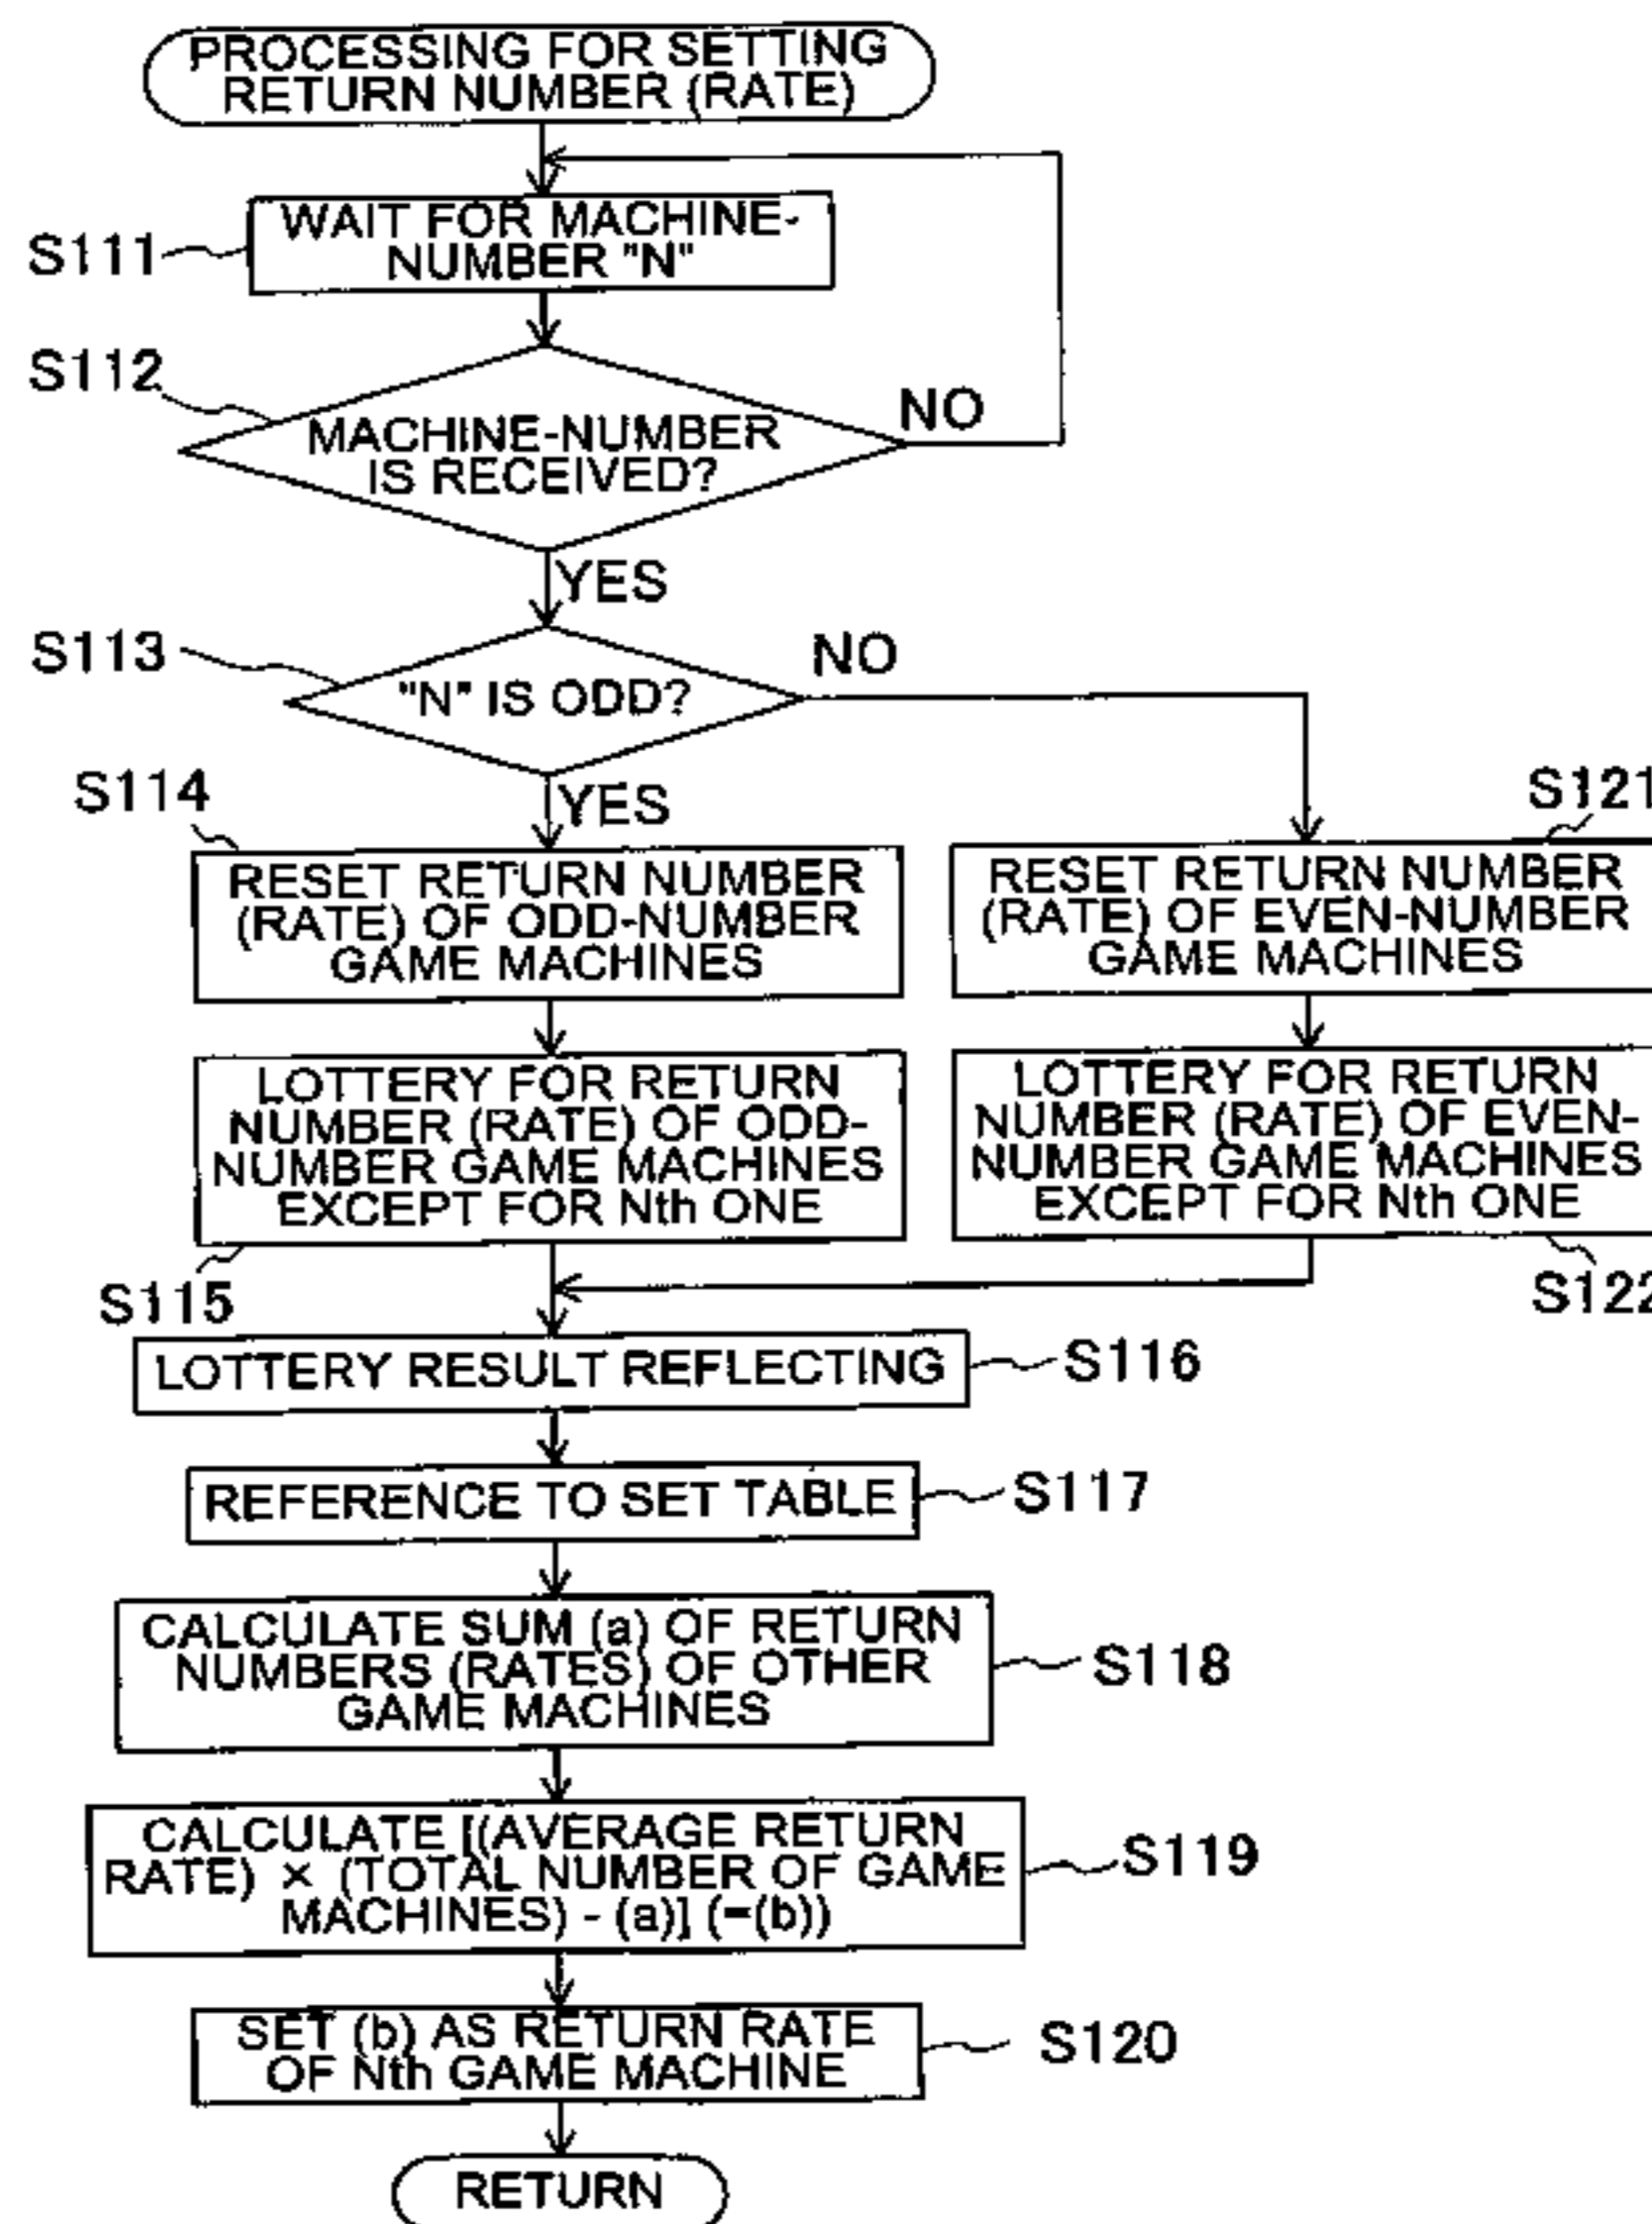 PROCESSING FOR SETTING
RETURN NUMBER (RATE)
S111
WAIT FOR MACHINE-
NUMBER "N"
S112
MACHINE-NUMBER
IS RECEIVED?
NO
YES
S113
"N" IS ODD?
NO
YES
S114
RESET RETURN NUMBER
(RATE) OF ODD-NUMBER
GAME MACHINES
S121
RESET RETURN NUMBER
(RATE) OF EVEN-NUMBER
GAME MACHINES
LOTTERY FOR RETURN
NUMBER (RATE) OF ODD-
NUMBER GAME MACHINES
EXCEPT FOR Nth ONE
S115
LOTTERY FOR RETURN
NUMBER (RATE) OF EVEN-
NUMBER GAME MACHINES
EXCEPT FOR Nth ONE
S122
LOTTERY RESULT REFLECTING
S116
REFERENCE TO SET TABLE
S117
CALCULATE SUM (a) OF RETURN
NUMBERS (RATES) OF OTHER
GAME MACHINES
S118
CALCULATE [(AVERAGE RETURN
RATE) × (TOTAL NUMBER OF GAME
MACHINES) - (a)] (=(b))
S119
SET (b) AS RETURN RATE
OF Nth GAME MACHINE
S120
RETURN